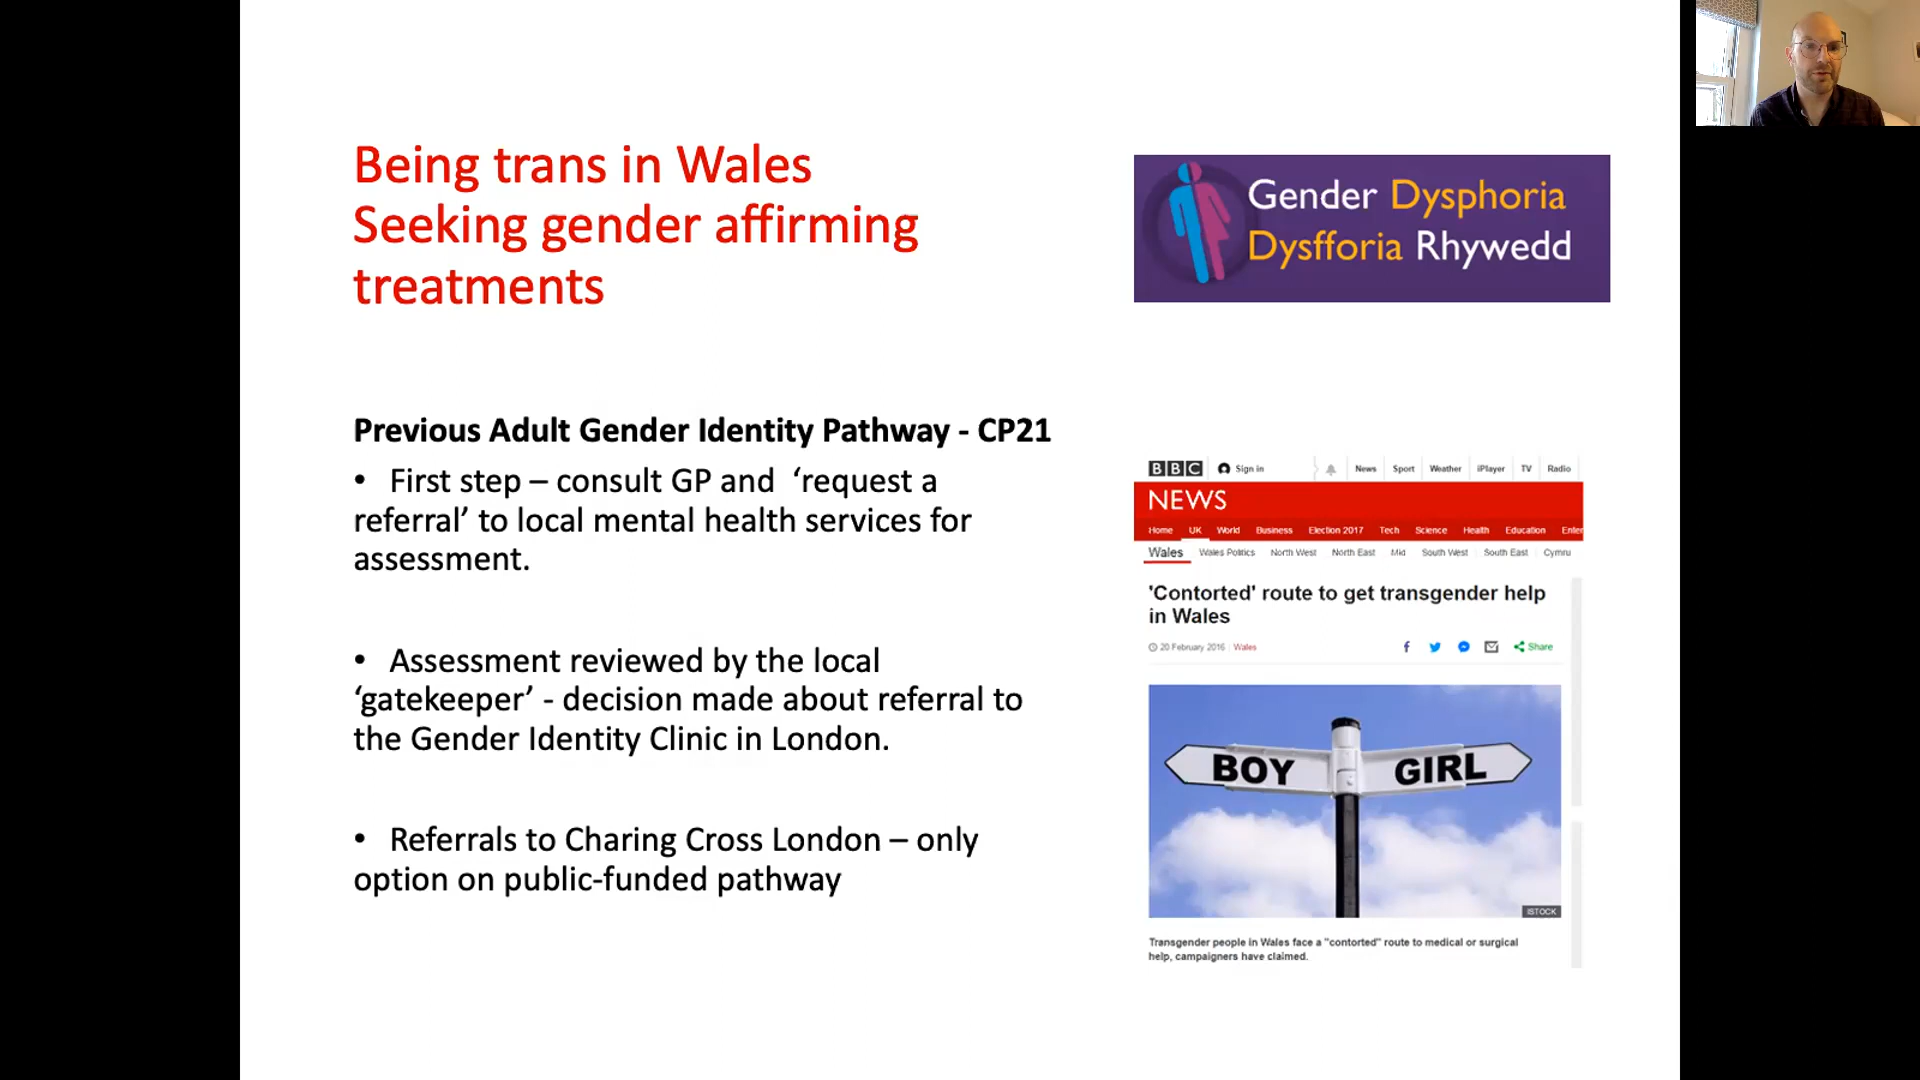 Being trans in Wales
Seeking gender affirming
treatments
Gender Dysphoria
Dysfforia Rhywedd
Previous Adult Gender Identity Pathway - CP21
• First step – consult GP and ‘request a
referral’ to local mental health services for
assessment.
• Assessment reviewed by the local
‘gatekeeper’ - decision made about referral to
the Gender Identity Clinic in London.
• Referrals to Charing Cross London – only
option on public-funded pathway
BBC Sign in News Sport Weather iPlayer TV Radio
NEWS
Home UK World Business Election 2017 Tech Science Health Education Enter
Wales Wales Politics North West North East Mid South West South East Cymru
'Contorted' route to get transgender help
in Wales
20 February 2016 Wales Share
BOY GIRL
ISTOCK
Transgender people in Wales face a "contorted" route to medical or surgical
help, campaigners have claimed.